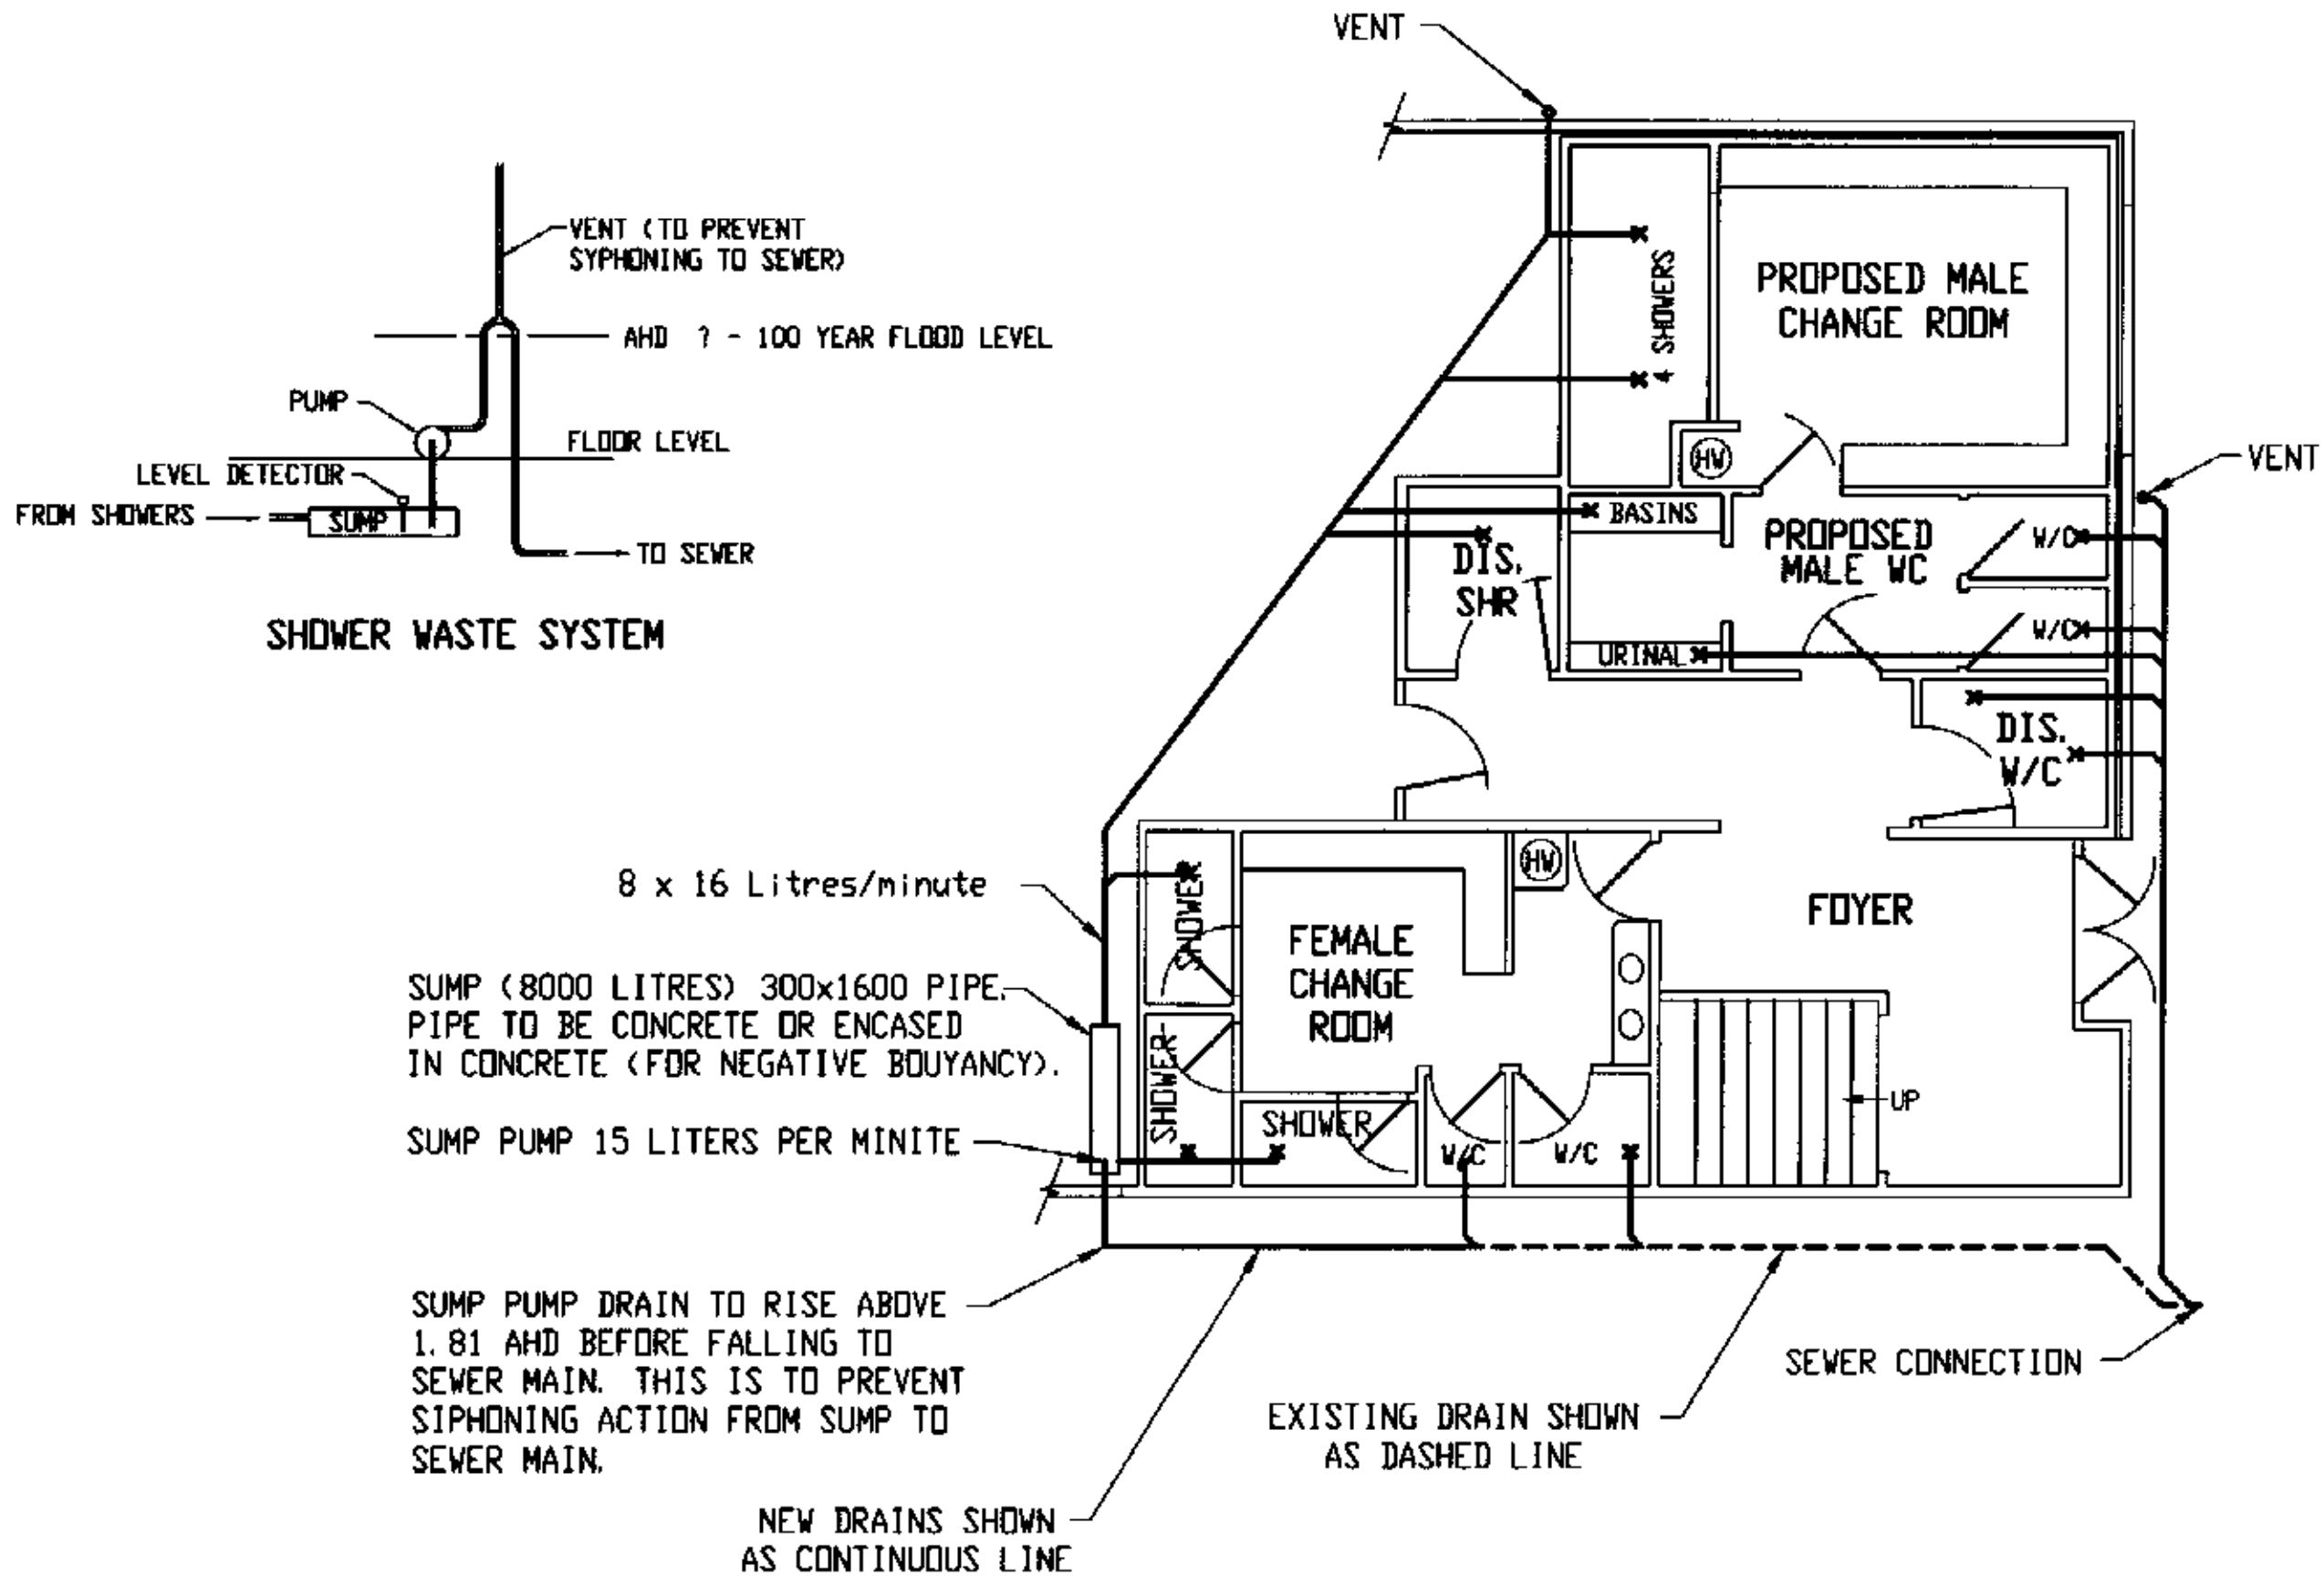 VENT
VENT (TO PREVENT
SYPHONING TO SEWER)
AHD ? - 100 YEAR FLOOD LEVEL
PUMP
FLOOR LEVEL
LEVEL DETECTOR
FROM SHOWERS
SUMP
TO SEWER
SHOWER WASTE SYSTEM
4 SHOWERS
PROPOSED MALE
CHANGE ROOM
HW
VENT
BASINS
PROPOSED
MALE WC
W/C
DIS.
SHR
W/C
URINAL
DIS.
W/C
8 x 16 Litres/minute
SHOWER
HW
FOYER
FEMALE
CHANGE
ROOM
SUMP (8000 LITRES) 300x1600 PIPE.
PIPE TO BE CONCRETE OR ENCASED
IN CONCRETE (FOR NEGATIVE BOUYANCY).
SHOWER
SHOWER
UP
SUMP PUMP 15 LITERS PER MINITE
W/C
W/C
SUMP PUMP DRAIN TO RISE ABOVE
1.81 AHD BEFORE FALLING TO
SEWER MAIN. THIS IS TO PREVENT
SIPHONING ACTION FROM SUMP TO
SEWER MAIN.
SEWER CONNECTION
EXISTING DRAIN SHOWN
AS DASHED LINE
NEW DRAINS SHOWN
AS CONTINUOUS LINE